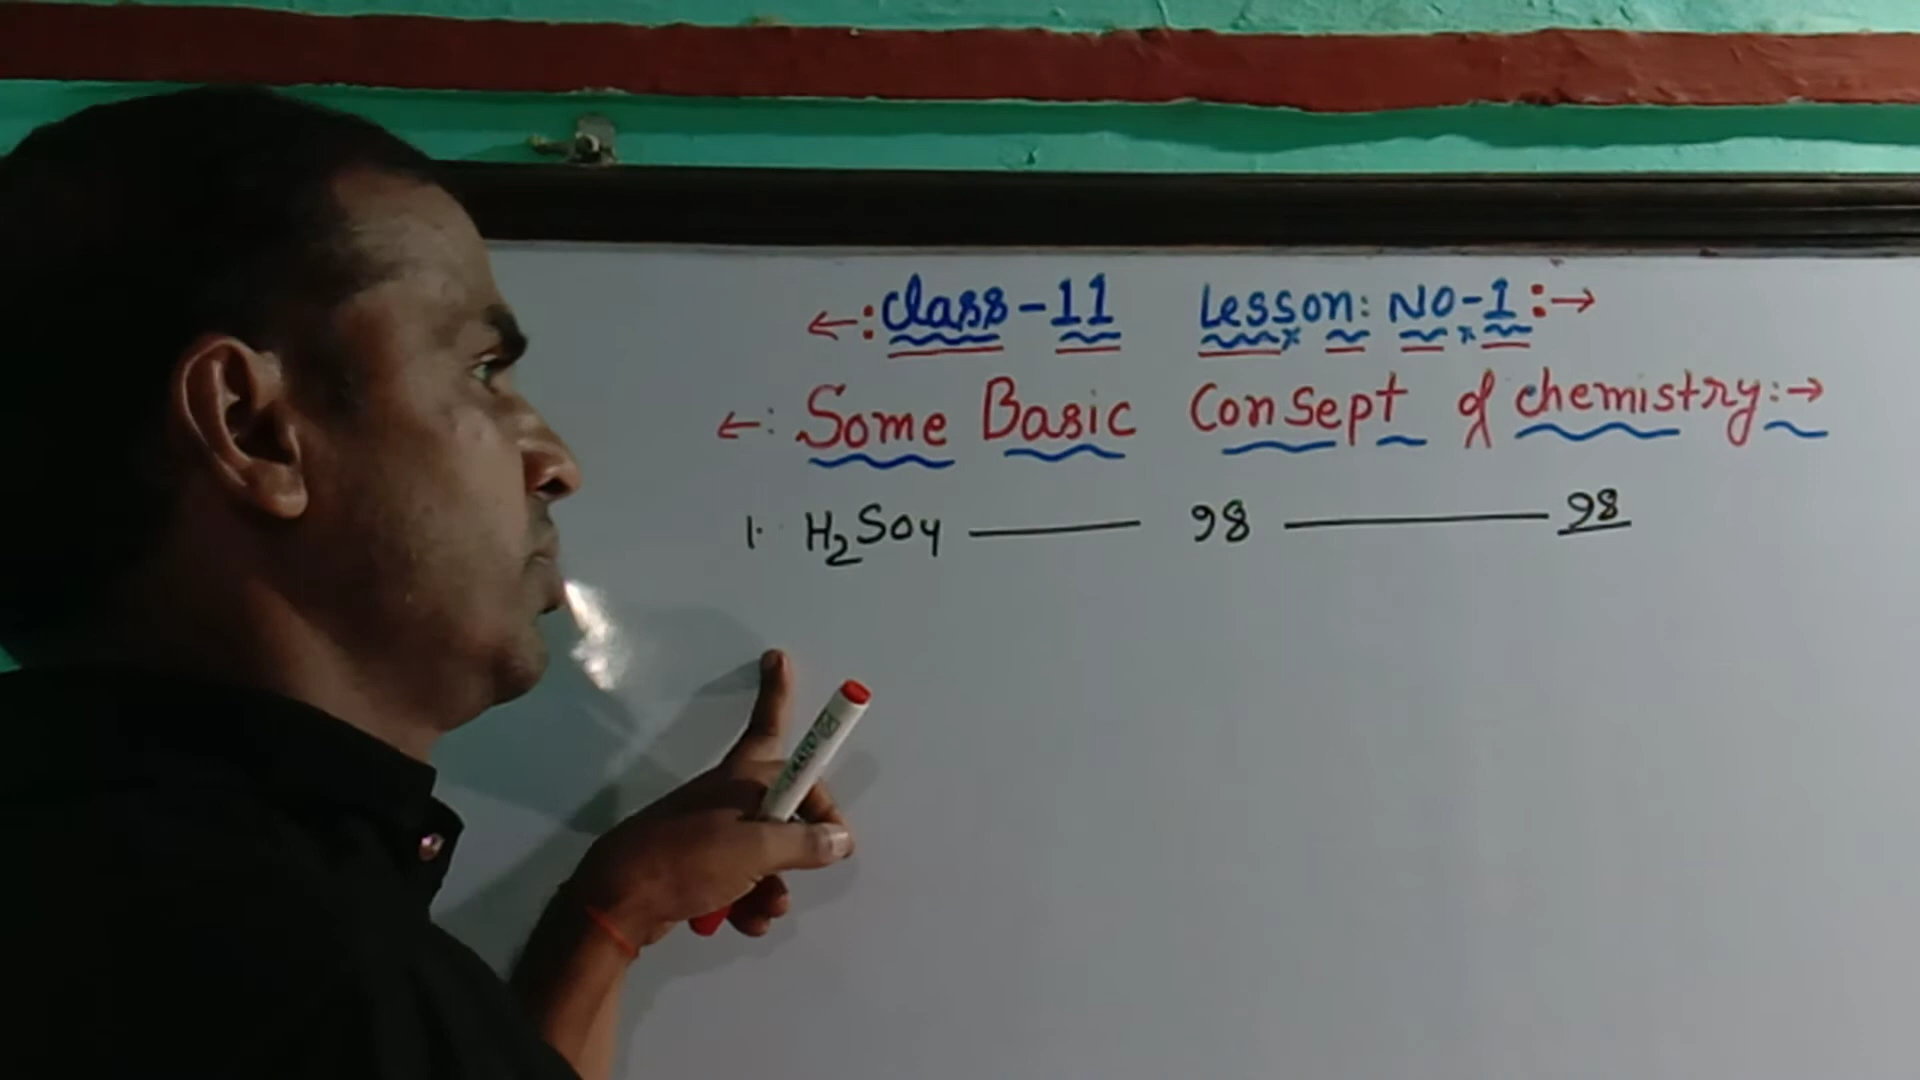 ←:Class-11 Lesson: No-1:→
←: Some Basic Consept of chemistry:→
1. H2SO4 —— 98 —— 98